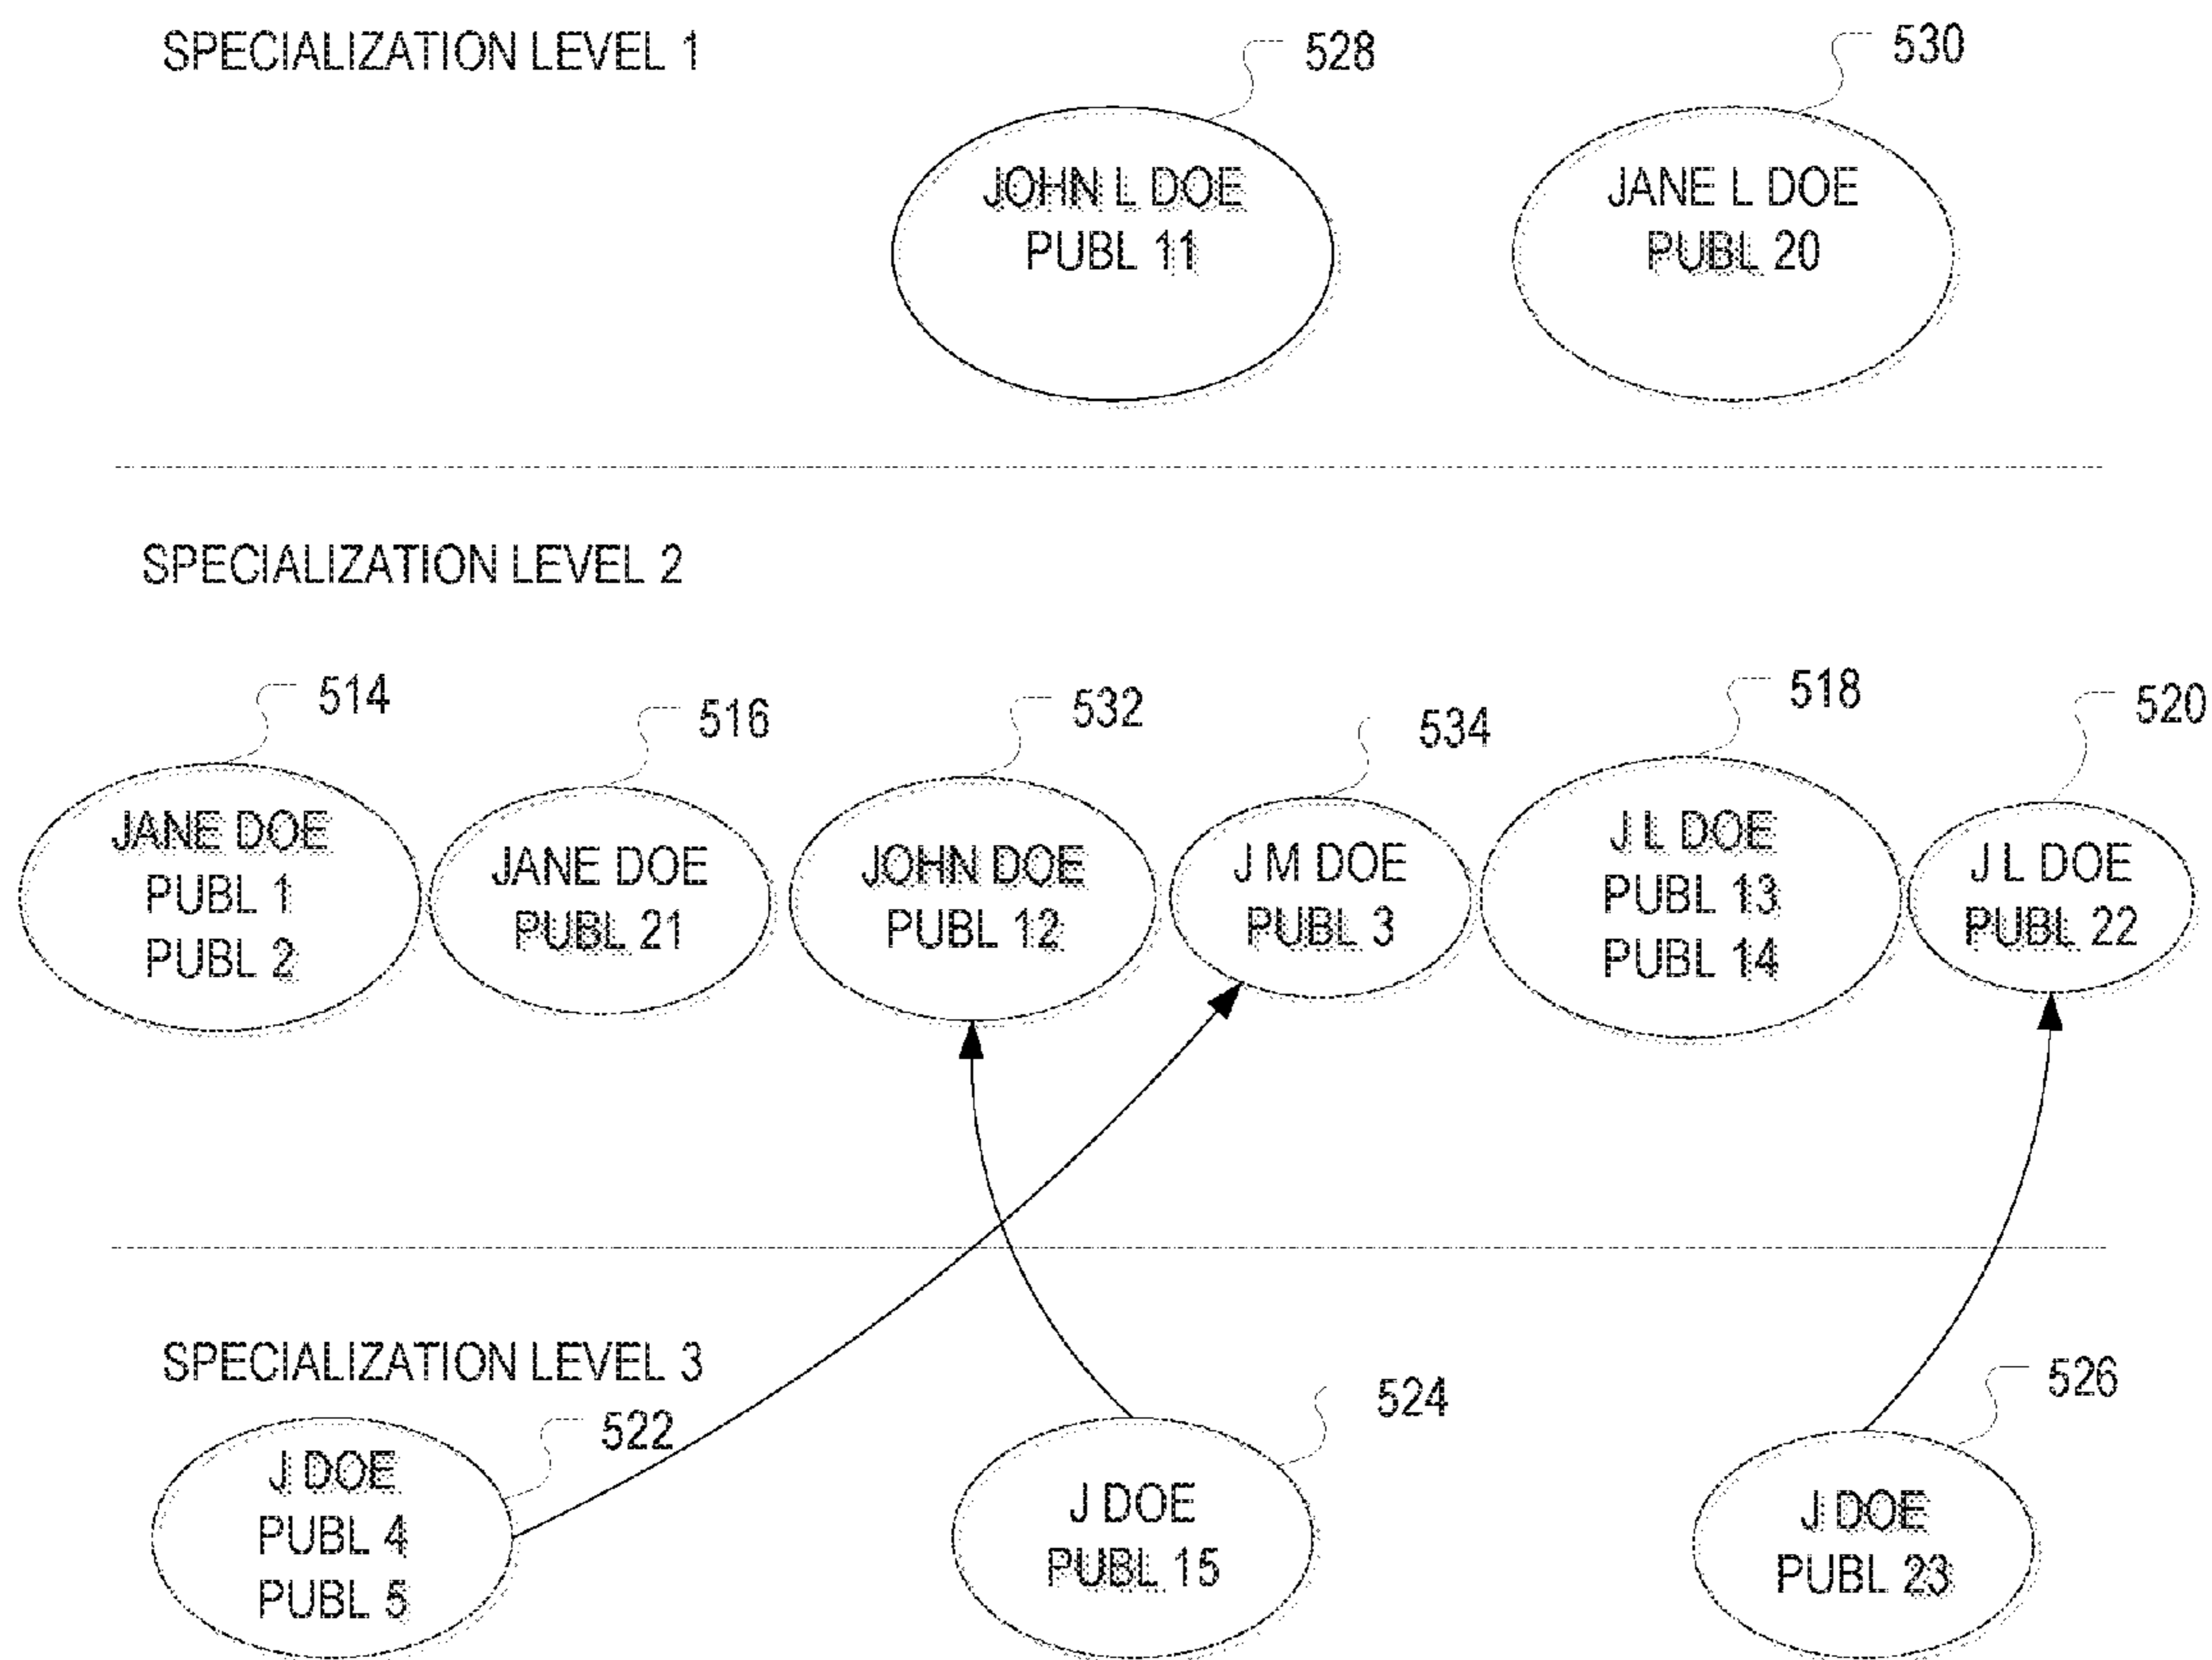 SPECIALIZATION LEVEL 1
528
530
JOHN L DOE
PUBL 11
JANE L DOE
PUBL 20
SPECIALIZATION LEVEL 2
514
516
532
534
518
520
JANE DOE
PUBL 1
PUBL 2
JANE DOE
PUBL 21
JOHN DOE
PUBL 12
J M DOE
PUBL 3
J L DOE
PUBL 13
PUBL 14
J L DOE
PUBL 22
SPECIALIZATION LEVEL 3
522
524
526
J DOE
PUBL 4
PUBL 5
J DOE
PUBL 15
J DOE
PUBL 23